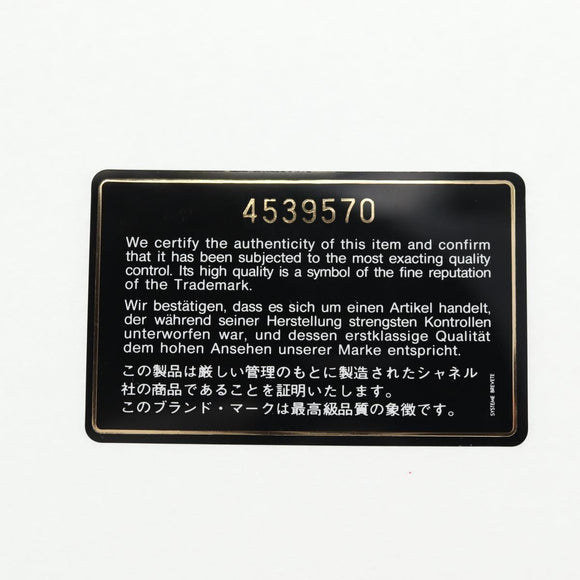 4539570
We certify the authenticity of this item and confirm
that it has been subjected to the most exacting quality
control. Its high quality is a symbol of the fine reputation
of the Trademark.
Wir bestätigen, dass es sich um einen Artikel handelt,
der während seiner Herstellung strengsten Kontrollen
unterworfen war, und dessen erstklassige Qualität
dem hohen Ansehen unserer Marke entspricht.
この製品は厳しい管理のもとに製造されたシャネル
社の商品であることを証明いたします。
このブランド・マークは最高級品質の象徴です。
SYSTEME BREVETE